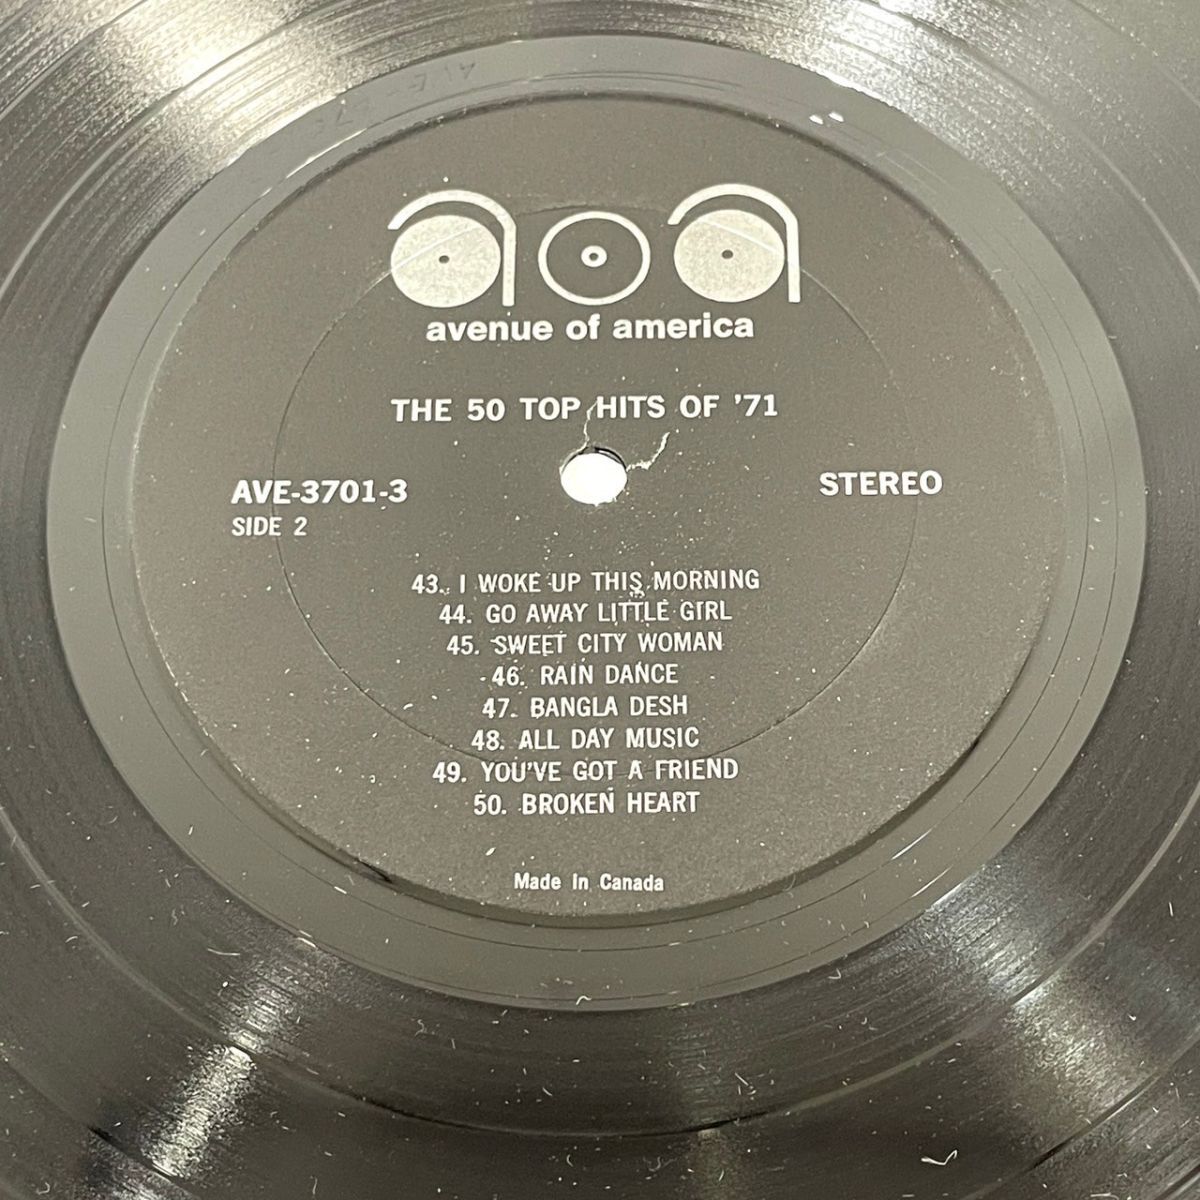 aoa
avenue of america
THE 50 TOP HITS OF '71
AVE-3701-3 STEREO
SIDE 2
43. I WOKE UP THIS MORNING
44. GO AWAY LITTLE GIRL
45. SWEET CITY WOMAN
46. RAIN DANCE
47. BANGLA DESH
48. ALL DAY MUSIC
49. YOU'VE GOT A FRIEND
50. BROKEN HEART
Made In Canada